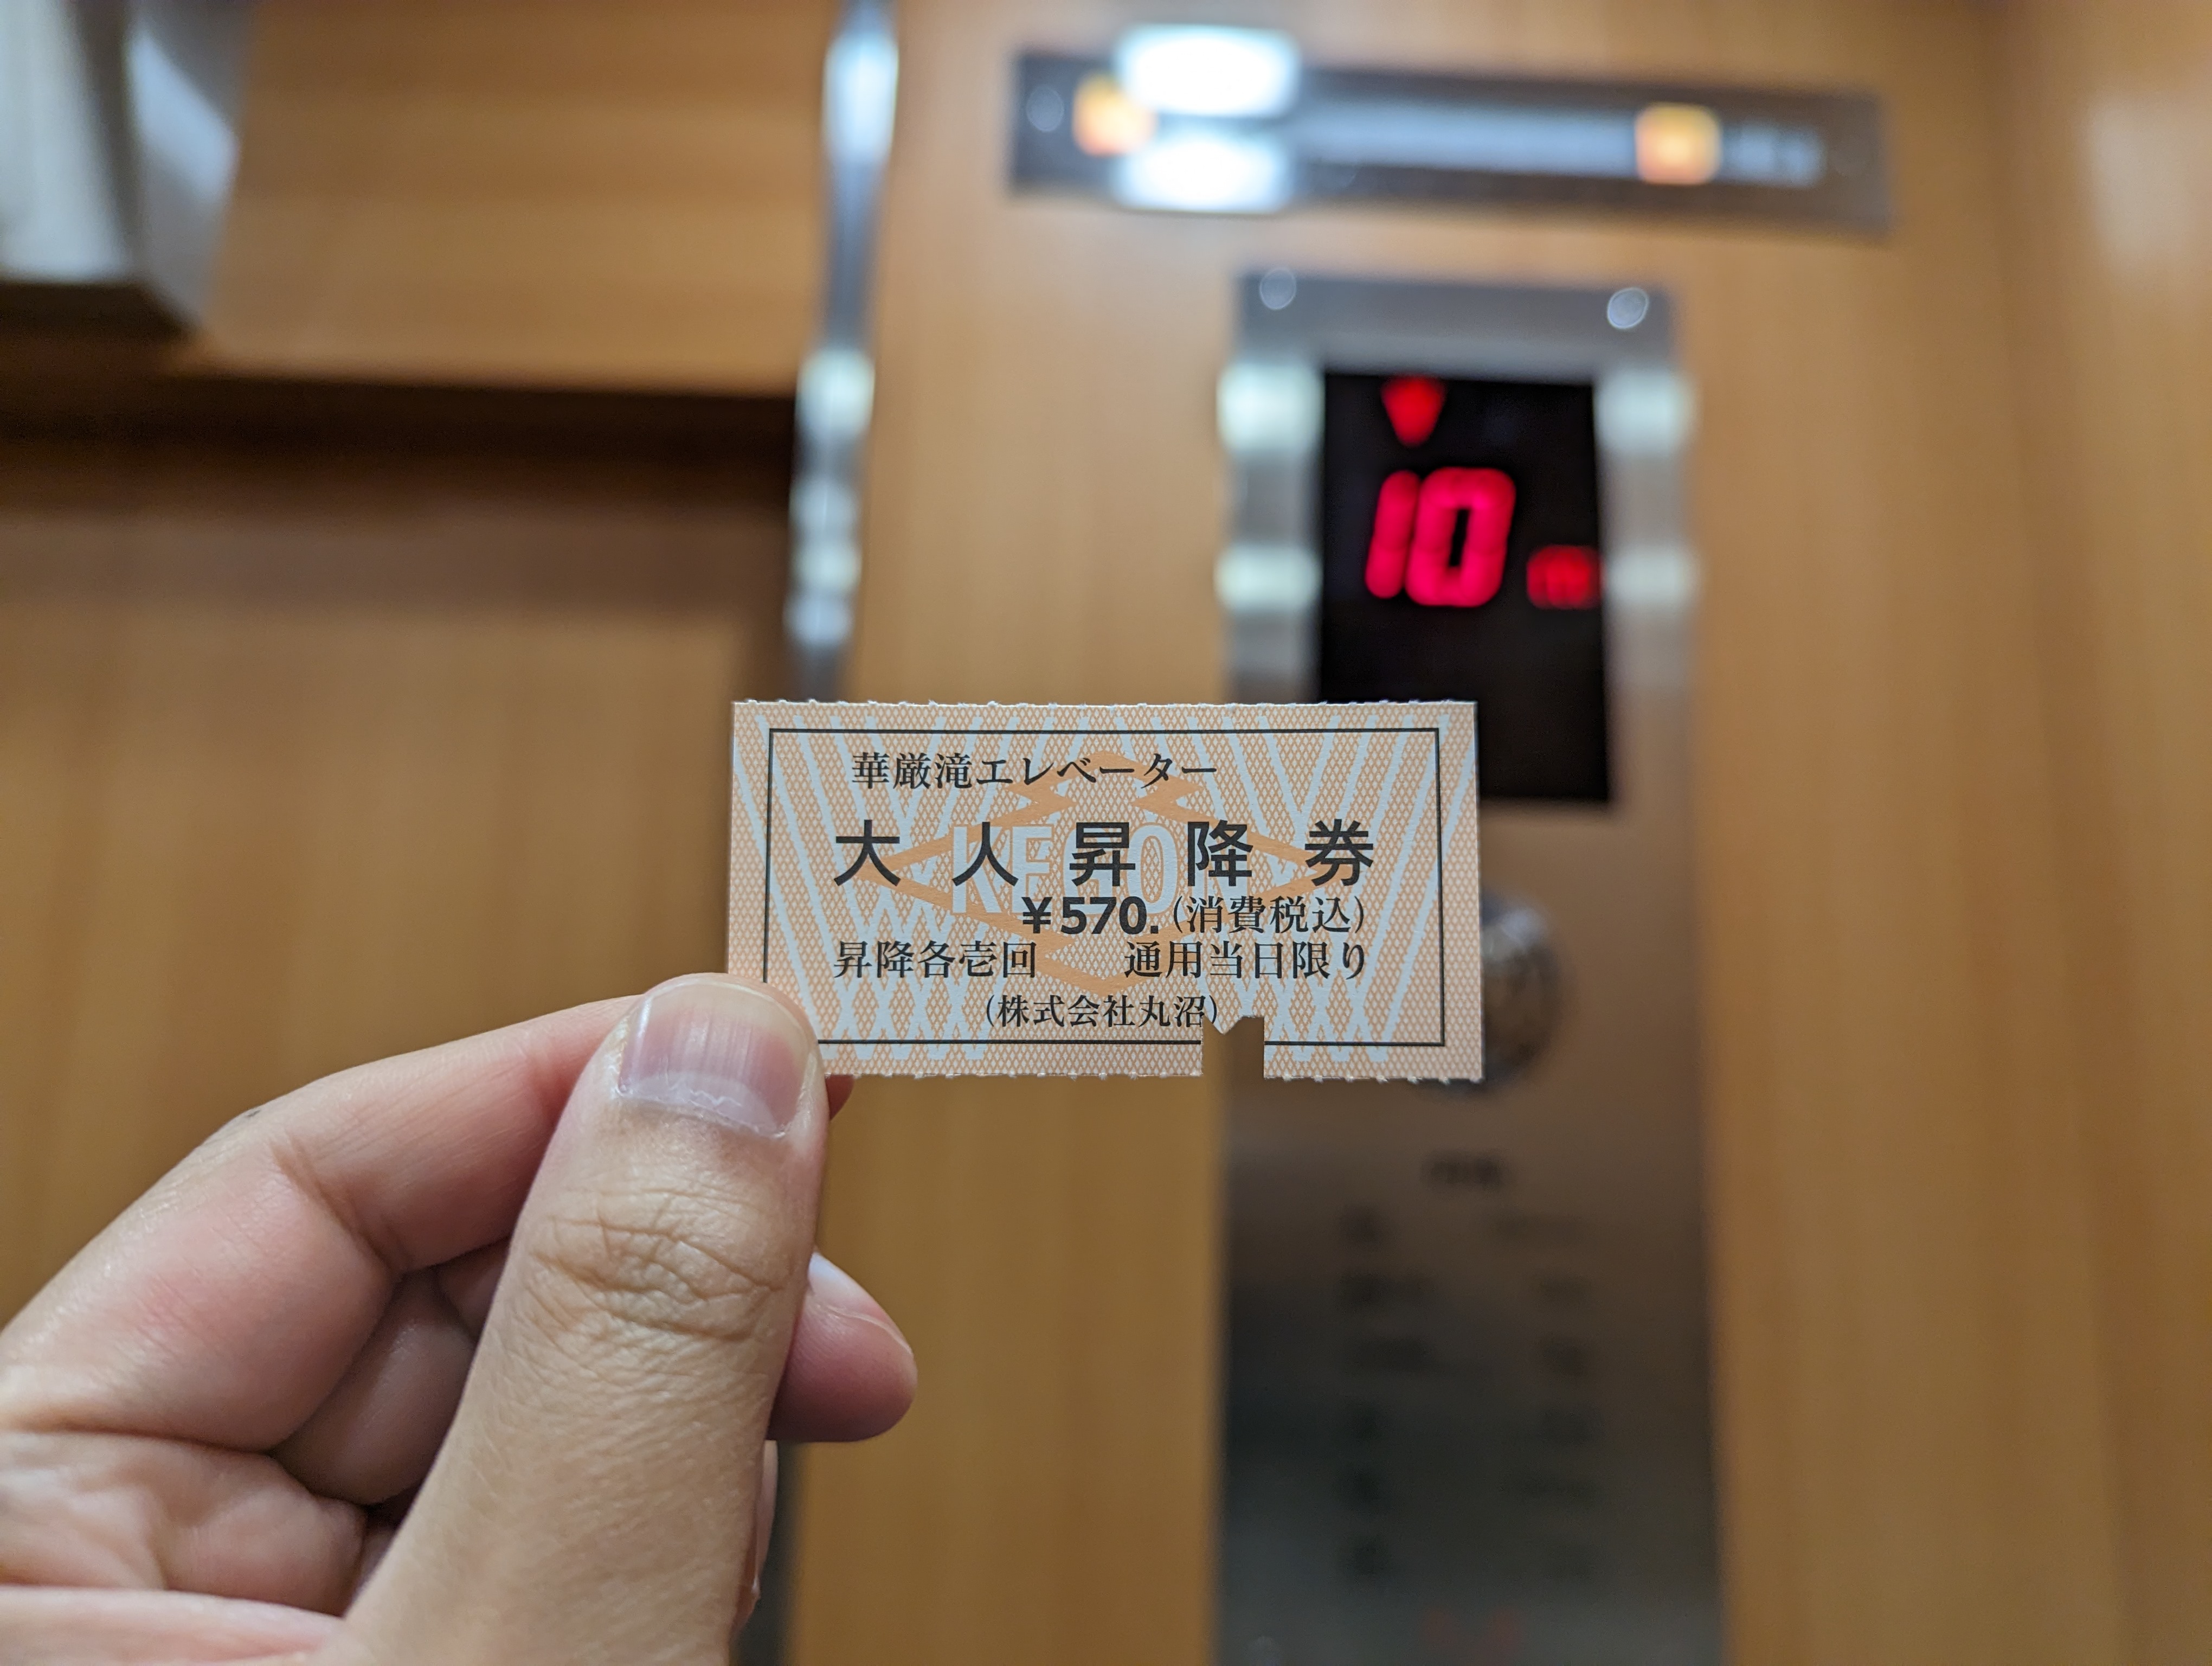 10 m
華厳滝エレベーター
KEGON
大人昇降券
¥570.(消費税込)
昇降各壱回 通用当日限り
(株式会社丸沼)